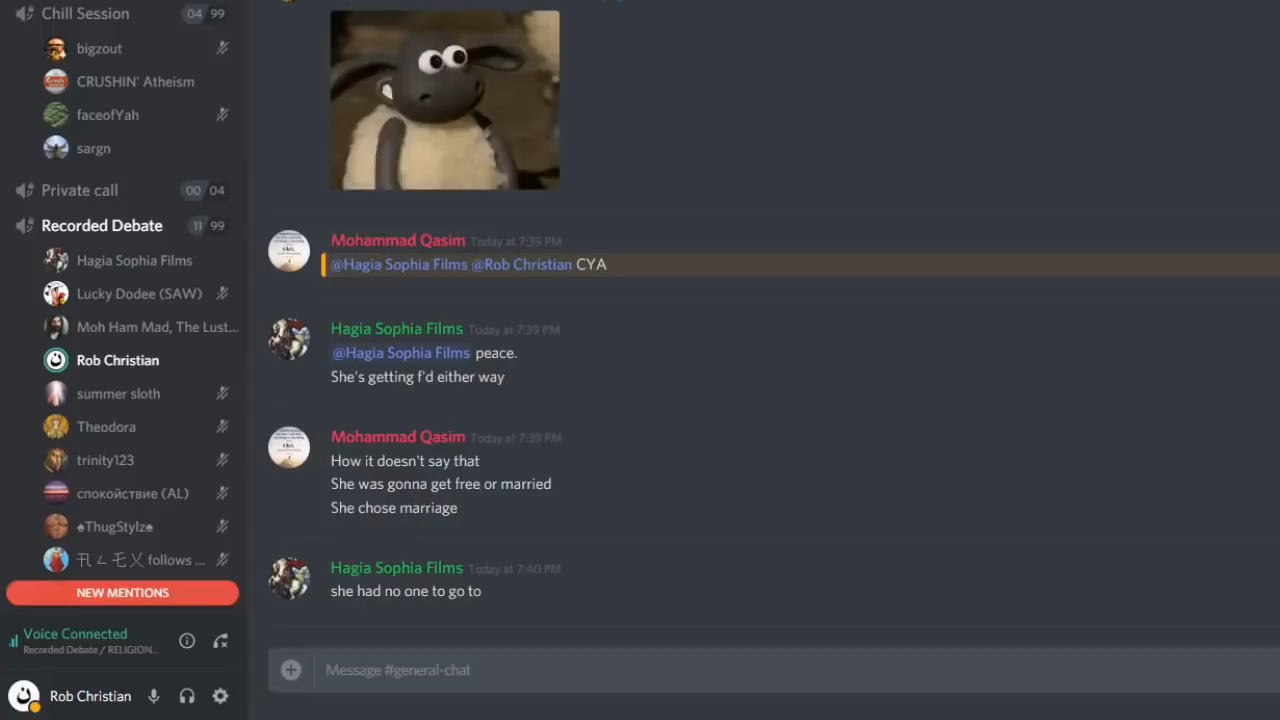 Chill Session 04 99
bigzout
CRUSHIN' Atheism
faceofYah
sargn
Private call 00 04
Recorded Debate 11 99
Hagia Sophia Films
Lucky Dodee (SAW)
Moh Ham Mad, The Lust...
Rob Christian
summer sloth
Theodora
trinity123
спокойствие (AL)
♠ThugStylz♠
follows ...
NEW MENTIONS
Voice Connected
Recorded Debate / RELIGION...
Rob Christian
Mohammad Qasim Today at 7:39 PM
@Hagia Sophia Films @Rob Christian CYA
Hagia Sophia Films Today at 7:39 PM
@Hagia Sophia Films peace.
She's getting f'd either way
Mohammad Qasim Today at 7:39 PM
How it doesn't say that
She was gonna get free or married
She chose marriage
Hagia Sophia Films Today at 7:40 PM
she had no one to go to
Message #general-chat